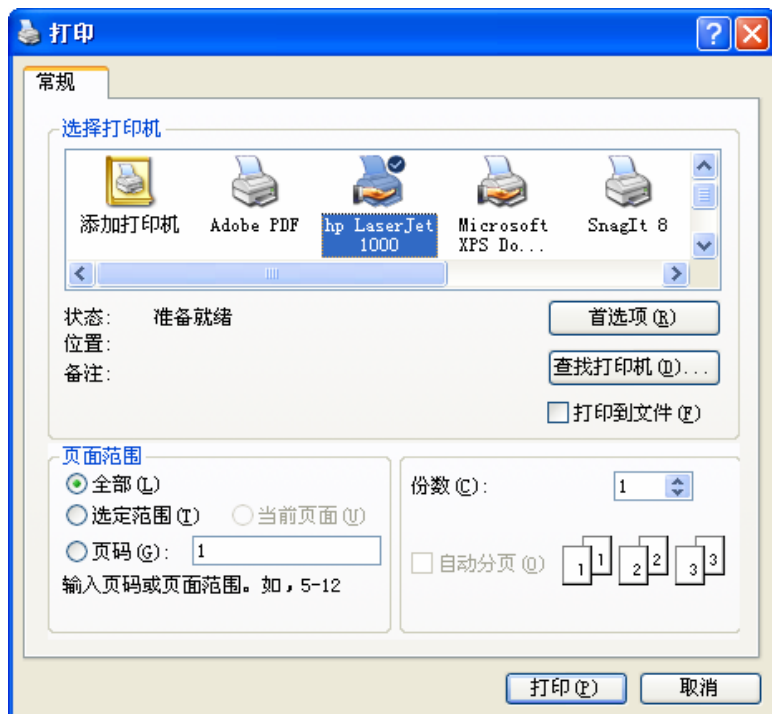 打印
常规
选择打印机
添加打印机
Adobe PDF
hp LaserJet
1000
Microsoft
XPS Do...
SnagIt 8
状态: 准备就绪
首选项(R)
位置:
备注:
查找打印机(D)...
打印到文件(F)
页面范围
全部(L)
选定范围(T) 当前页面(U)
页码(G): 1
输入页码或页面范围。如，5-12
份数(C): 1
自动分页(O)
1 1 2 2 3 3
打印(P) 取消